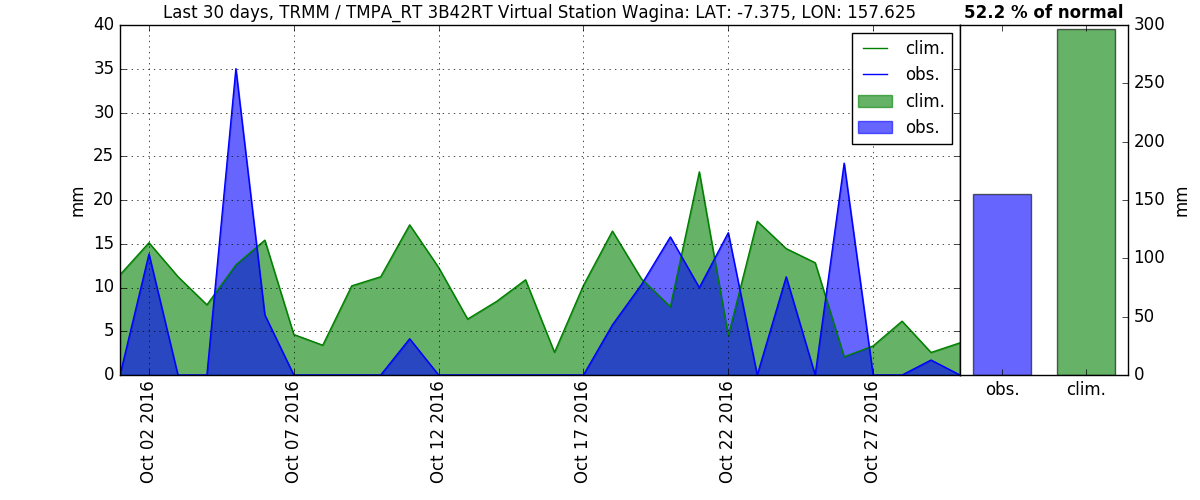 Last 30 days, TRMM / TMPA_RT 3B42RT Virtual Station Wagina: LAT: -7.375, LON: 157.625
52.2 % of normal
mm
40
35
30
25
20
15
10
5
0
clim.
obs.
clim.
obs.
300
250
200
150
100
50
0
mm
obs.
clim.
Oct 02 2016
Oct 07 2016
Oct 12 2016
Oct 17 2016
Oct 22 2016
Oct 27 2016